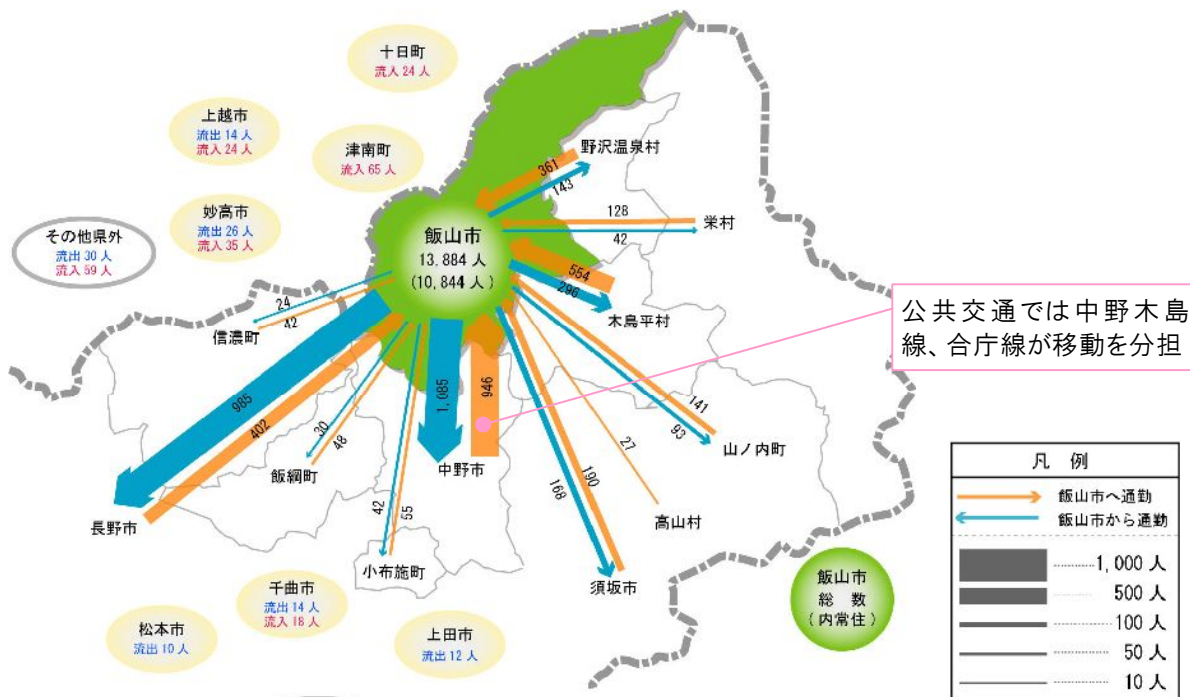 十日町
流入 24 人
上越市
流出 14 人
流入 24 人
津南町
流入 65 人
野沢温泉村
361
143
妙高市
流出 26 人
流入 35 人
その他県外
流出 30 人
流入 59 人
飯山市
13,884 人
(10,844 人)
128
栄村
42
554
296
木島平村
公共交通では中野木島
線、合庁線が移動を分担
24
42
信濃町
985
402
1,085
946
141
93
山ノ内町
30
48
飯綱町
中野市
27
190
168
高山村
長野市
42
55
小布施町
須坂市
千曲市
流出 14 人
流入 18 人
松本市
流出 10 人
上田市
流出 12 人
飯山市
総 数
(内常住)
凡 例
飯山市へ通勤
飯山市から通勤
1,000 人
500 人
100 人
50 人
10 人